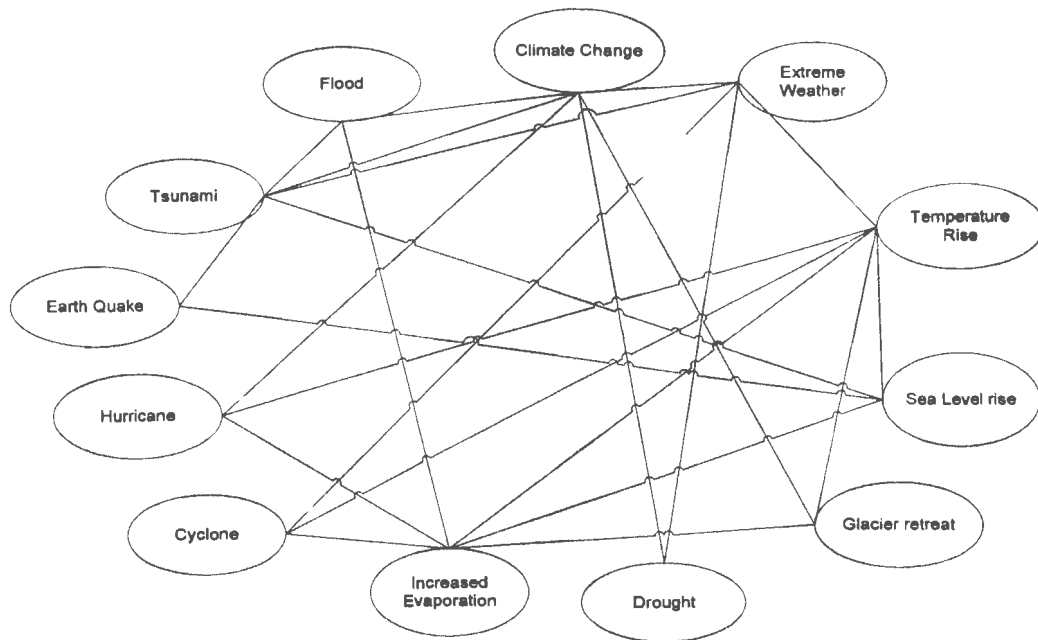 Climate Change
Flood
Extreme
Weather
Tsunami
Temperature
Rise
Earth Quake
Sea Level rise
Hurricane
Glacier retreat
Cyclone
Increased
Evaporation
Drought